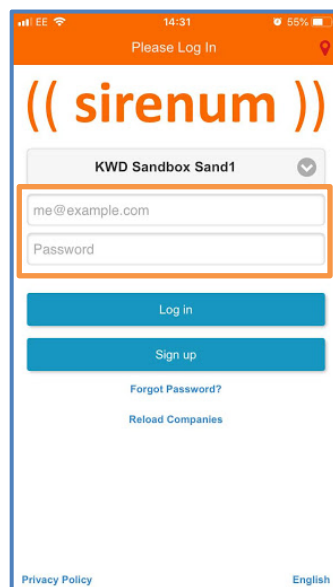 EE 14:31 55%
Please Log In
(( sirenum ))
KWD Sandbox Sand1
me@example.com
Password
Log in
Sign up
Forgot Password?
Reload Companies
Privacy Policy English